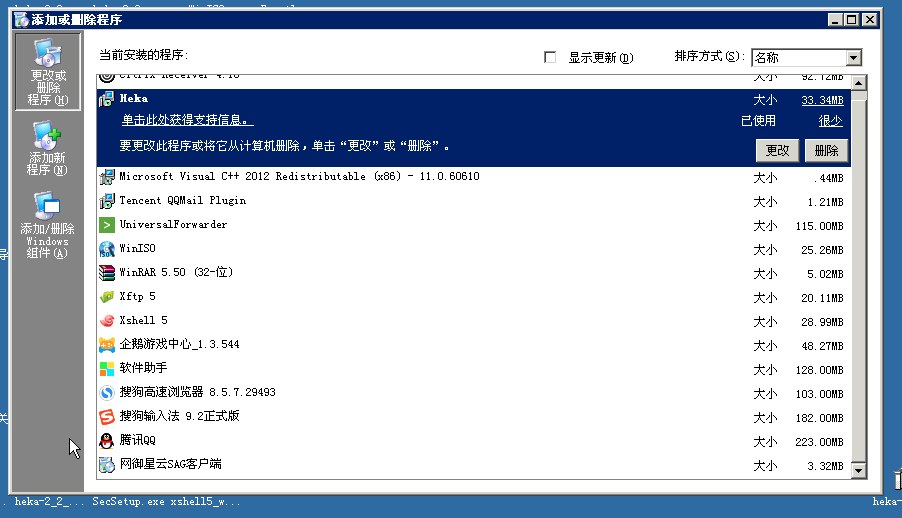 添加或删除程序
更改或
删除
程序(H)
添加新
程序(N)
添加/删除
Windows
组件(A)
当前安装的程序:
显示更新(D)
排序方式(S): 名称
Citrix Receiver 4.10 大小 92.72MB
Heka 大小 33.34MB
单击此处获得支持信息。 已使用 很少
要更改此程序或将它从计算机删除，单击“更改”或“删除”。 更改 删除
Microsoft Visual C++ 2012 Redistributable (x86) - 11.0.60610 大小 .44MB
Tencent QQMail Plugin 大小 1.21MB
UniversalForwarder 大小 115.00MB
WinISO 大小 25.26MB
WinRAR 5.50 (32-位) 大小 5.02MB
Xftp 5 大小 20.11MB
Xshell 5 大小 28.99MB
企鹅游戏中心_1.3.544 大小 48.27MB
软件助手 大小 128.00MB
搜狗高速浏览器 8.5.7.29493 大小 103.00MB
搜狗输入法 9.2正式版 大小 182.00MB
腾讯QQ 大小 223.00MB
网御星云SAG客户端 大小 3.32MB
heka-2_2_... SecSetup.exe xshell5_w... heka-